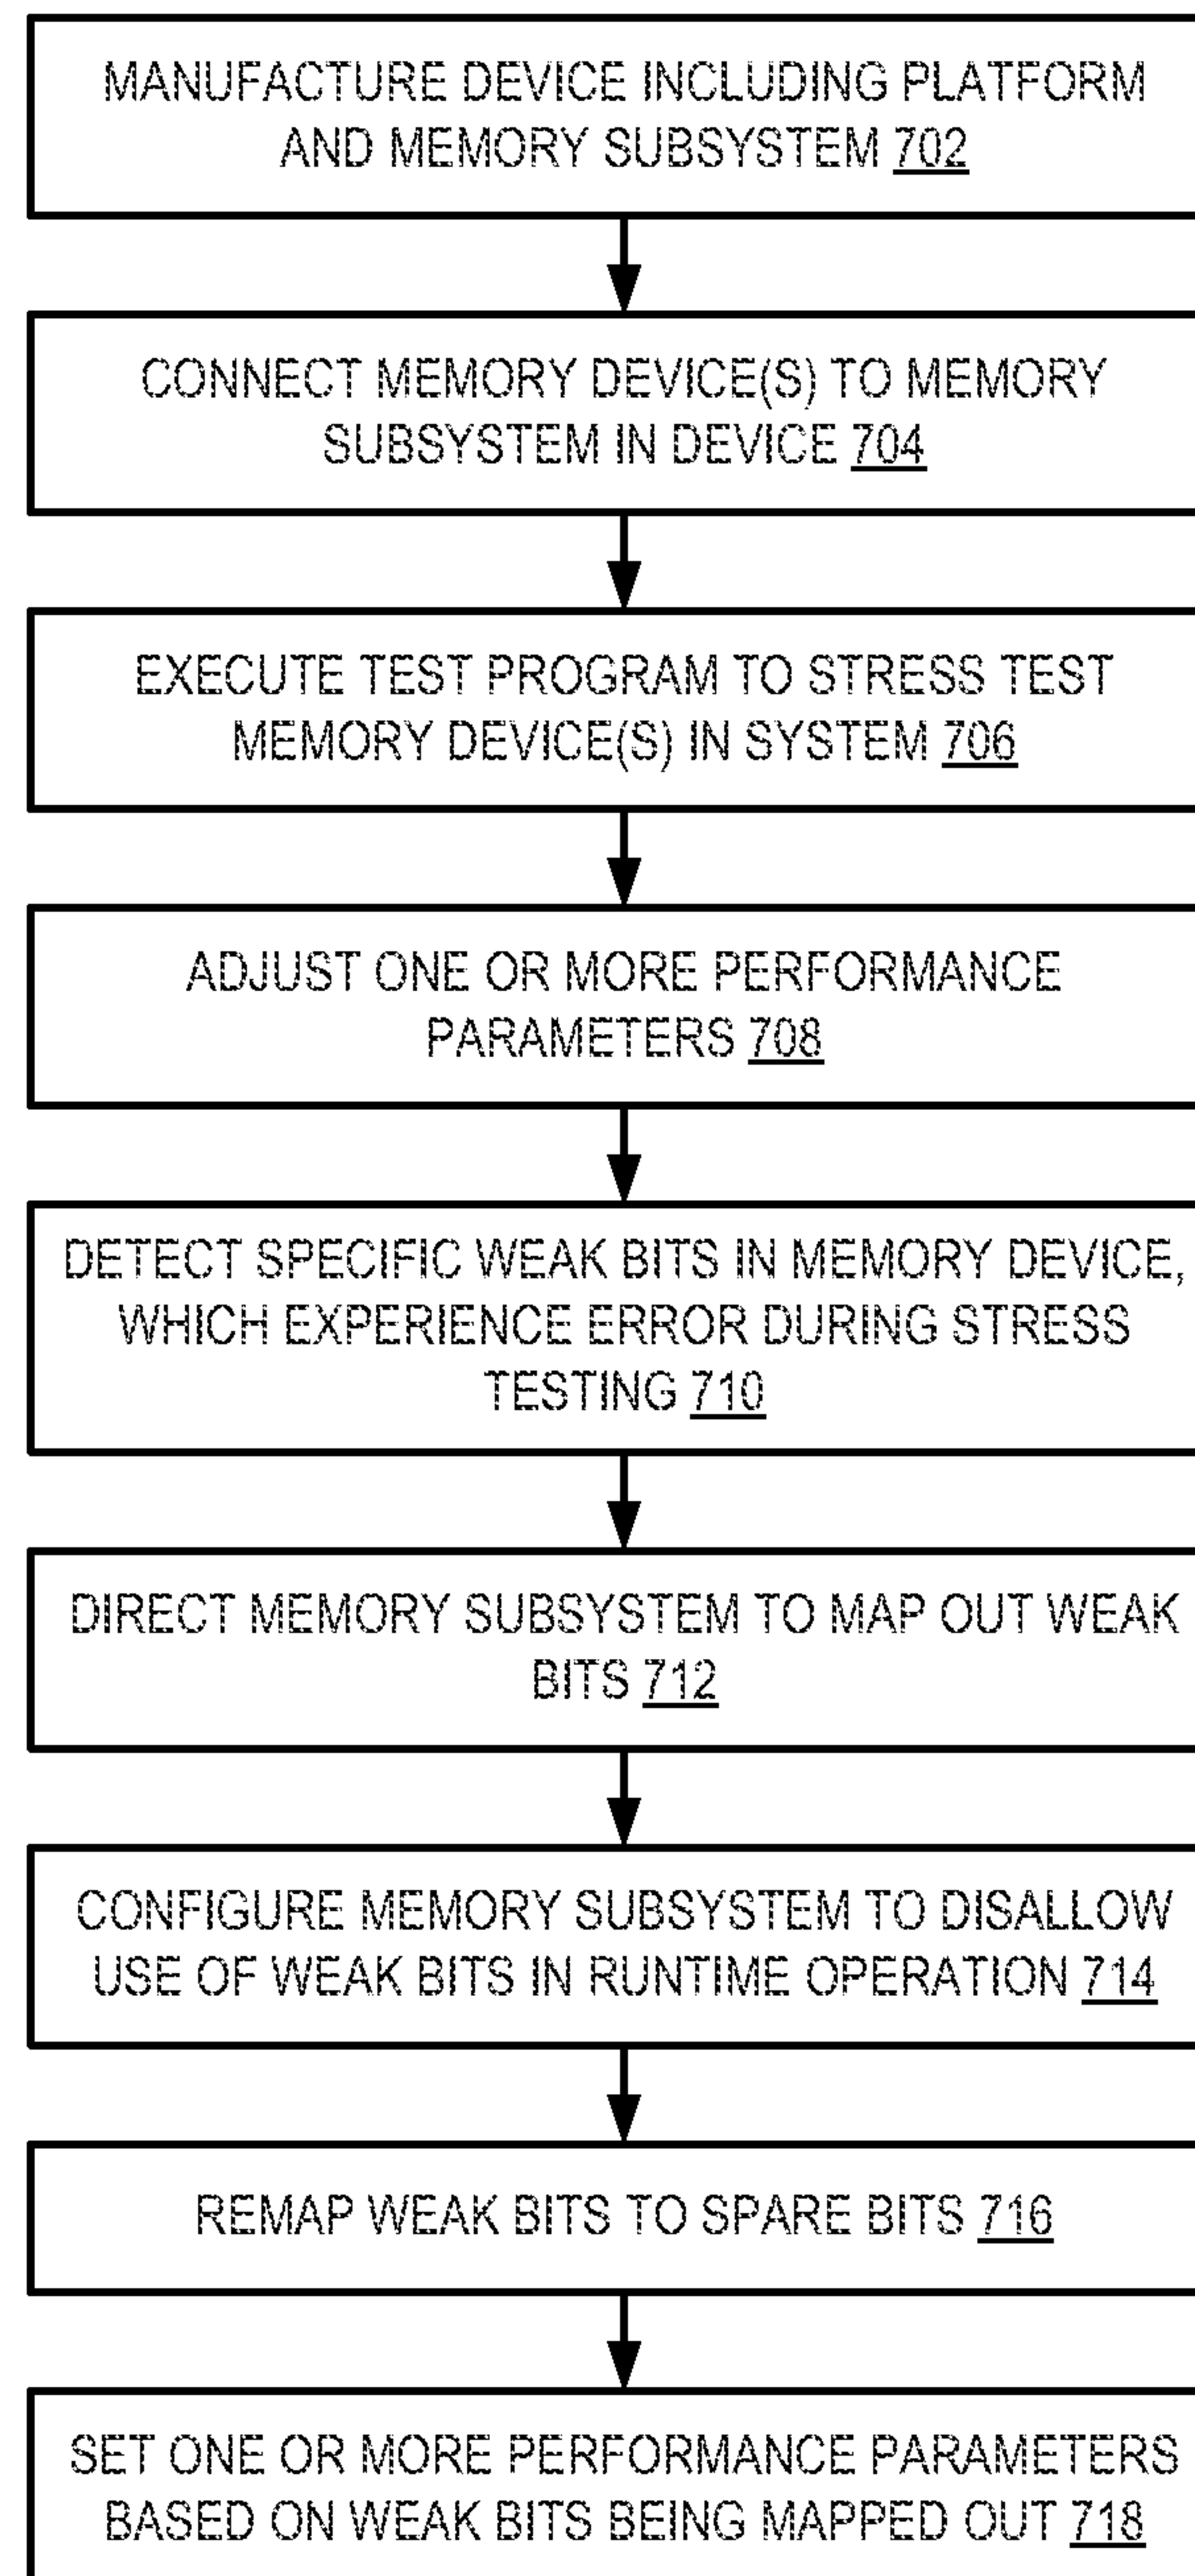 MANUFACTURE DEVICE INCLUDING PLATFORM
AND MEMORY SUBSYSTEM 702
CONNECT MEMORY DEVICE(S) TO MEMORY
SUBSYSTEM IN DEVICE 704
EXECUTE TEST PROGRAM TO STRESS TEST
MEMORY DEVICE(S) IN SYSTEM 706
ADJUST ONE OR MORE PERFORMANCE
PARAMETERS 708
DETECT SPECIFIC WEAK BITS IN MEMORY DEVICE,
WHICH EXPERIENCE ERROR DURING STRESS
TESTING 710
DIRECT MEMORY SUBSYSTEM TO MAP OUT WEAK
BITS 712
CONFIGURE MEMORY SUBSYSTEM TO DISALLOW
USE OF WEAK BITS IN RUNTIME OPERATION 714
REMAP WEAK BITS TO SPARE BITS 716
SET ONE OR MORE PERFORMANCE PARAMETERS
BASED ON WEAK BITS BEING MAPPED OUT 718